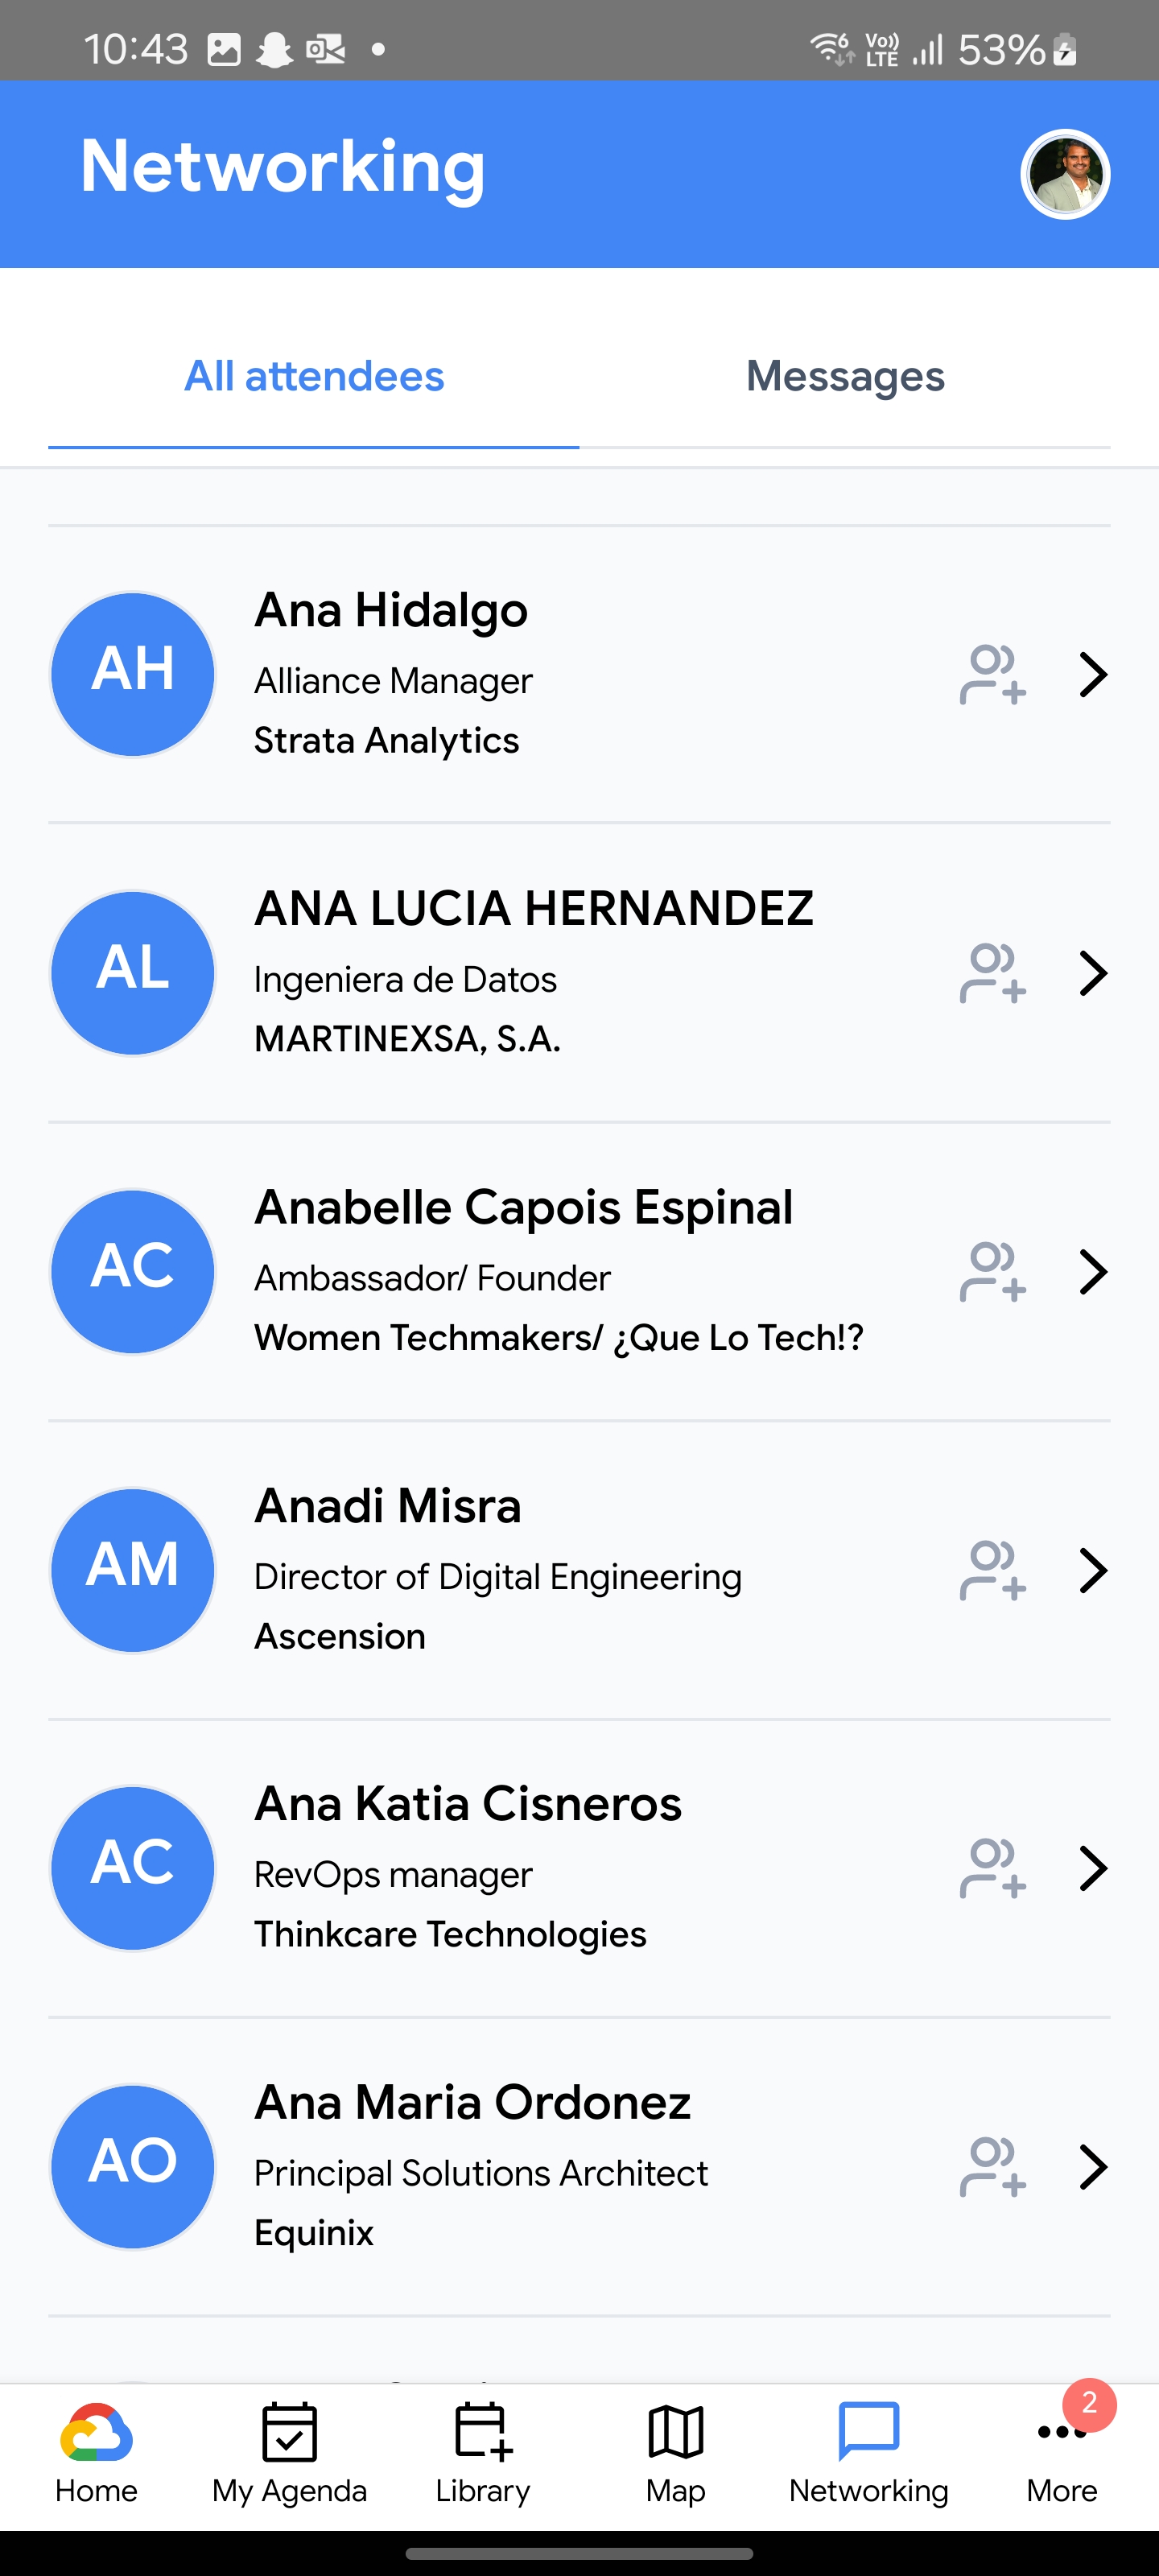 10:43
Vo))
LTE
53%
6
Networking
All attendees
Messages
AH
Ana Hidalgo
Alliance Manager
Strata Analytics
AL
ANA LUCIA HERNANDEZ
Ingeniera de Datos
MARTINEXSA, S.A.
AC
Anabelle Capois Espinal
Ambassador/ Founder
Women Techmakers/ ¿Que Lo Tech!?
AM
Anadi Misra
Director of Digital Engineering
Ascension
AC
Ana Katia Cisneros
RevOps manager
Thinkcare Technologies
AO
Ana Maria Ordonez
Principal Solutions Architect
Equinix
2
Home
My Agenda
Library
Map
Networking
More